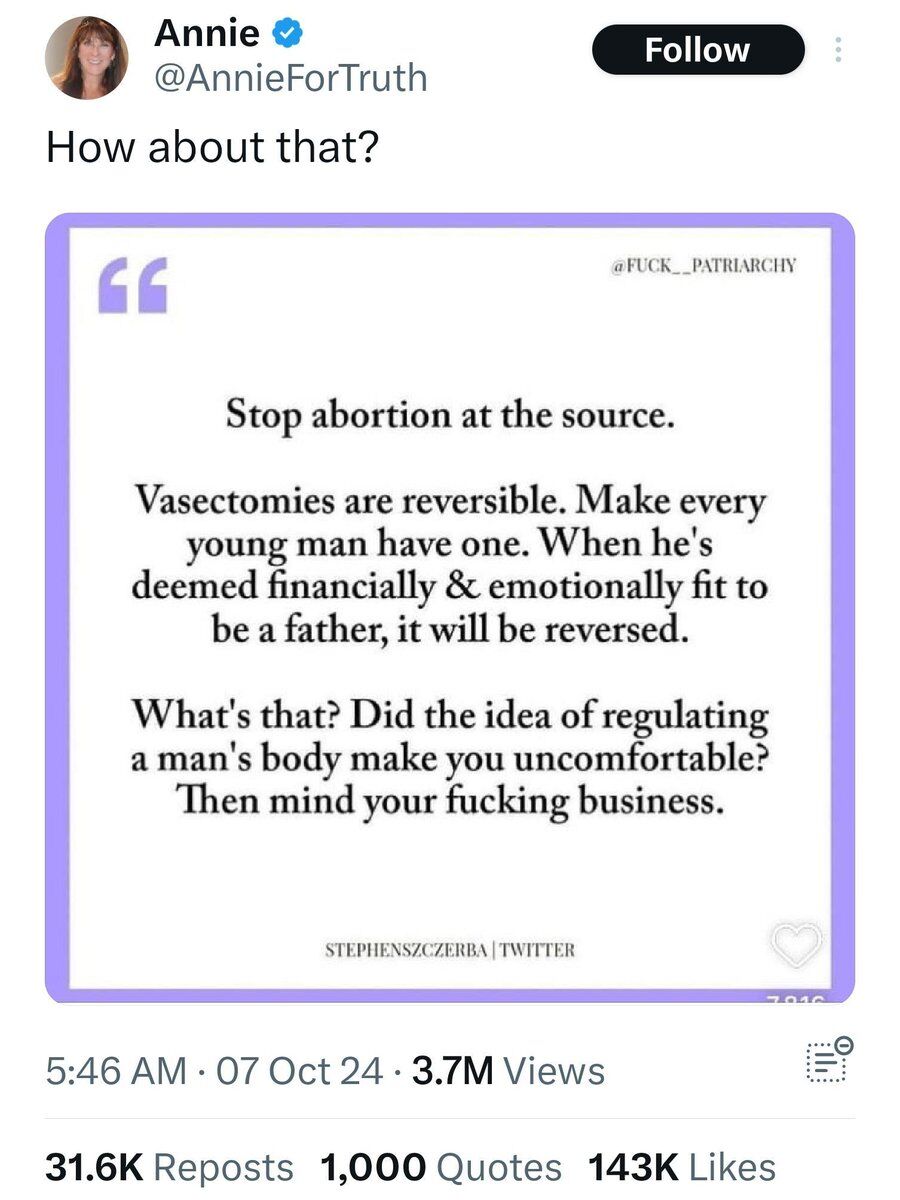 Annie
@AnnieForTruth
Follow
How about that?
@FUCK__PATRIARCHY
Stop abortion at the source.
Vasectomies are reversible. Make every
young man have one. When he's
deemed financially & emotionally fit to
be a father, it will be reversed.
What's that? Did the idea of regulating
a man's body make you uncomfortable?
Then mind your fucking business.
STEPHENSZCZERBA | TWITTER
5:46 AM · 07 Oct 24 · 3.7M Views
31.6K Reposts 1,000 Quotes 143K Likes